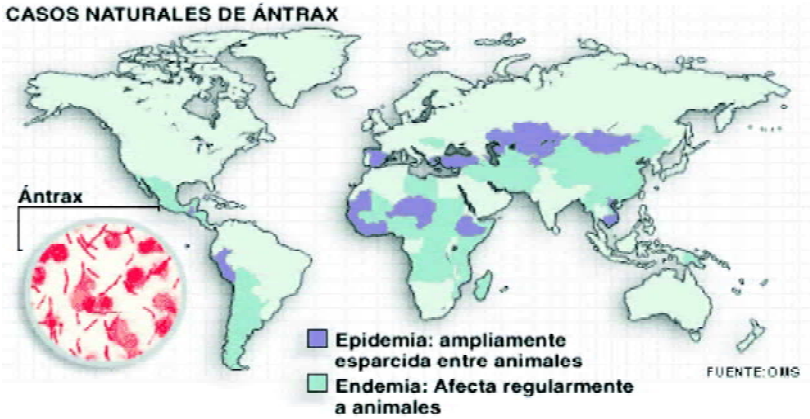 CASOS NATURALES DE ÁNTRAX
Ántrax
Epidemia: ampliamente
esparcida entre animales
Endemia: Afecta regularmente
a animales
FUENTE: OMS